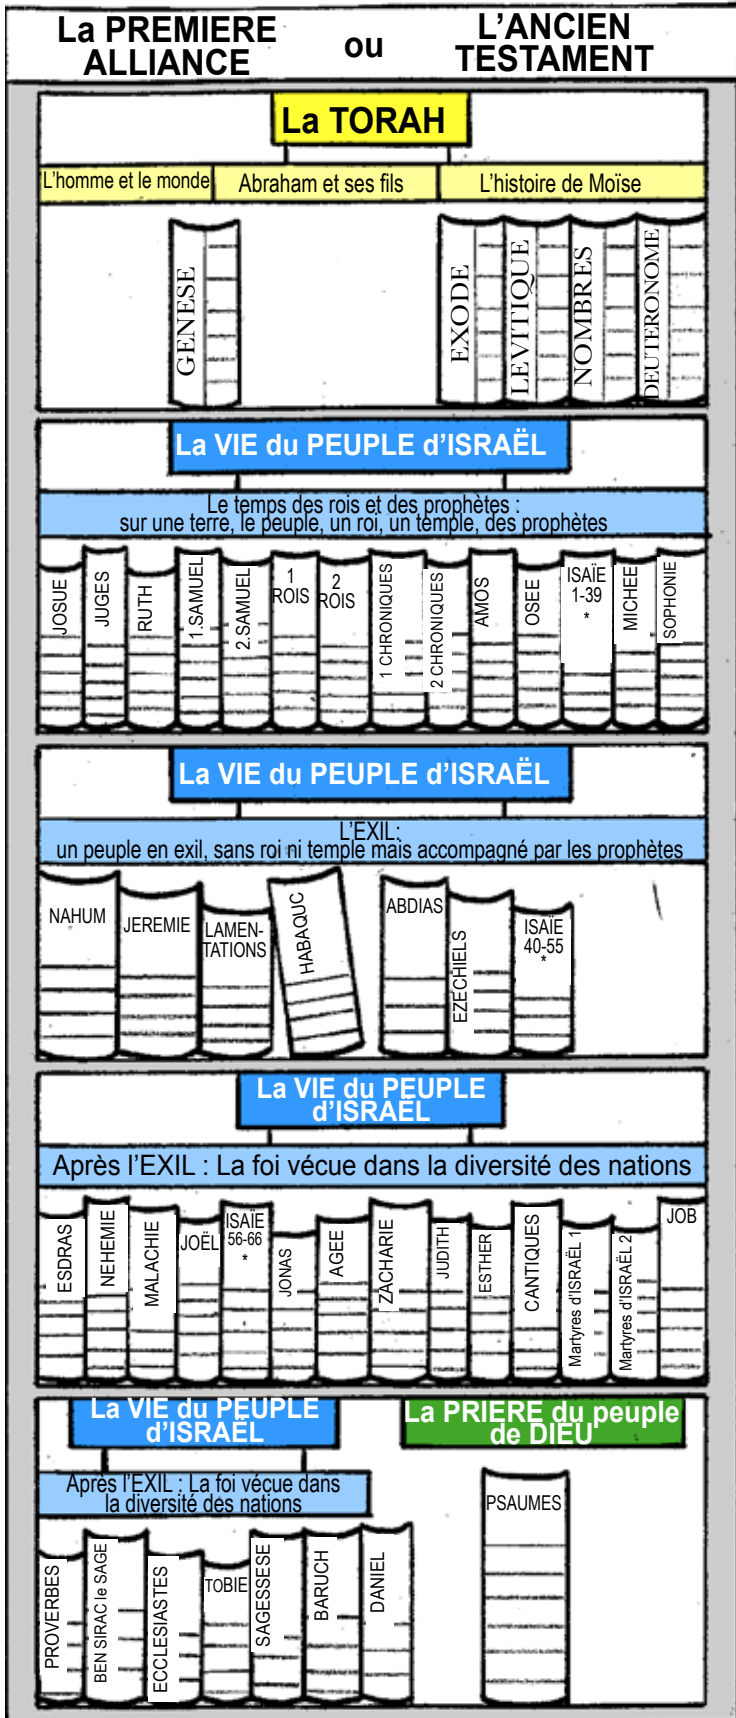 La PREMIERE
ALLIANCE
ou
L'ANCIEN
TESTAMENT
La TORAH
L'homme et le monde
Abraham et ses fils
L'histoire de Moïse
GENESE
EXODE
LEVITIQUE
NOMBRES
DEUTERONOME
La VIE du PEUPLE d'ISRAËL
Le temps des rois et des prophètes :
sur une terre, le peuple, un roi, un temple, des prophètes
JOSUE
JUGES
RUTH
1.SAMUEL
2.SAMUEL
1
ROIS
2
ROIS
1 CHRONIQUES
2 CHRONIQUES
AMOS
OSEE
ISAÏE
1-39
*
MICHEE
SOPHONIE
La VIE du PEUPLE d'ISRAËL
L'EXIL:
un peuple en exil, sans roi ni temple mais accompagné par les prophètes
NAHUM
JEREMIE
LAMEN-
TATIONS
HABAQUC
ABDIAS
EZECHIELS
ISAÏE
40-55
*
La VIE du PEUPLE
d'ISRAËL
Après l'EXIL : La foi vécue dans la diversité des nations
ESDRAS
NEHEMIE
MALACHIE
JOËL
ISAÏE
56-66
*
JONAS
AGEE
ZACHARIE
JUDITH
ESTHER
CANTIQUES
Martyres d'ISRAËL 1
Martyres d'ISRAËL 2
JOB
La VIE du PEUPLE
d'ISRAËL
Après l'EXIL : La foi vécue dans
la diversité des nations
La PRIERE du peuple
de DIEU
PROVERBES
BEN SIRAC le SAGE
ECCLESIASTES
TOBIE
SAGESSESE
BARUCH
DANIEL
PSAUMES